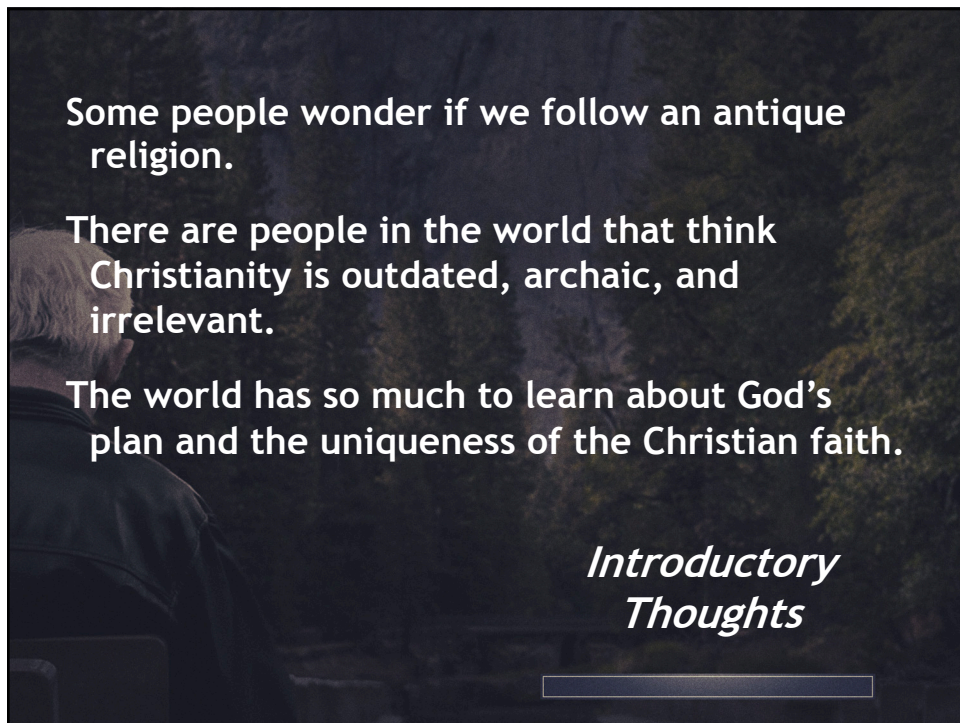 Some people wonder if we follow an antique
religion.
There are people in the world that think
Christianity is outdated, archaic, and
irrelevant.
The world has so much to learn about God’s
plan and the uniqueness of the Christian faith.
Introductory
Thoughts